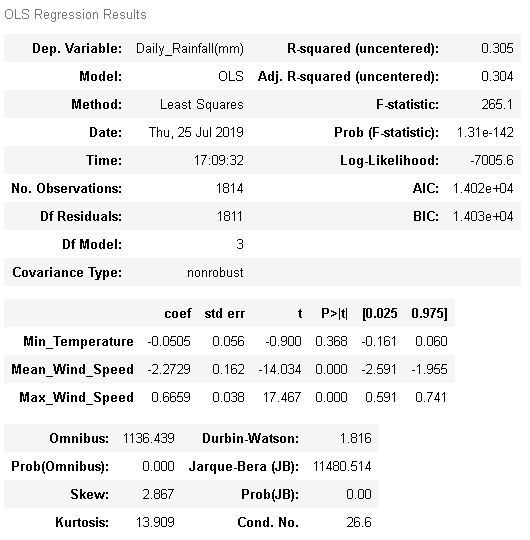 OLS Regression Results
Dep. Variable: Daily_Rainfall(mm) R-squared (uncentered): 0.305
Model: OLS Adj. R-squared (uncentered): 0.304
Method: Least Squares F-statistic: 265.1
Date: Thu, 25 Jul 2019 Prob (F-statistic): 1.31e-142
Time: 17:09:32 Log-Likelihood: -7005.6
No. Observations: 1814 AIC: 1.402e+04
Df Residuals: 1811 BIC: 1.403e+04
Df Model: 3
Covariance Type: nonrobust
coef std err t P>|t| [0.025 0.975]
Min_Temperature -0.0505 0.056 -0.900 0.368 -0.161 0.060
Mean_Wind_Speed -2.2729 0.162 -14.034 0.000 -2.591 -1.955
Max_Wind_Speed 0.6659 0.038 17.467 0.000 0.591 0.741
Omnibus: 1136.439 Durbin-Watson: 1.816
Prob(Omnibus): 0.000 Jarque-Bera (JB): 11480.514
Skew: 2.867 Prob(JB): 0.00
Kurtosis: 13.909 Cond. No. 26.6